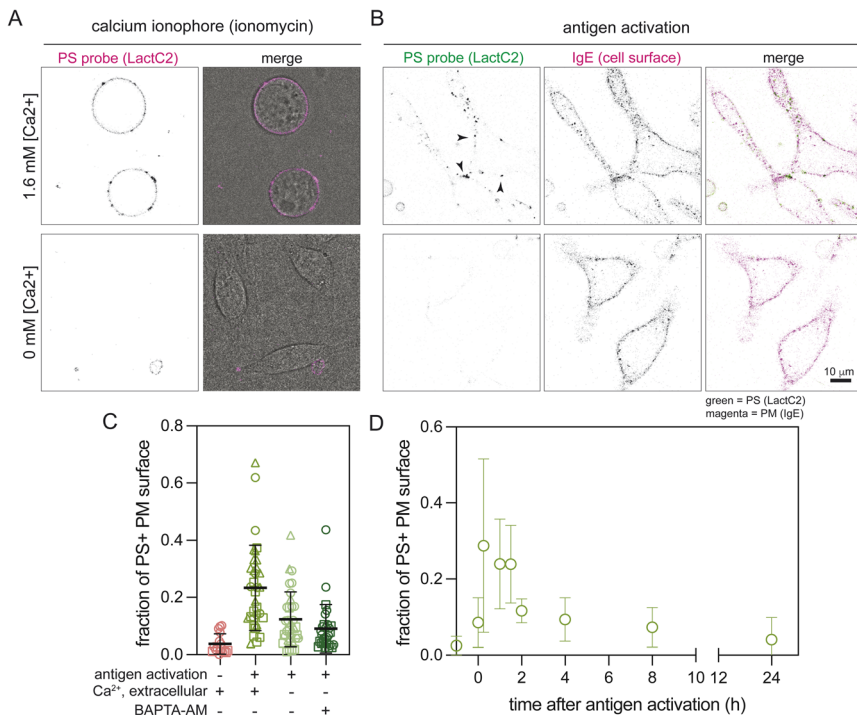 A
calcium ionophore (ionomycin)
PS probe (LactC2)
merge
1.6 mM [Ca2+]
0 mM [Ca2+]
B
antigen activation
PS probe (LactC2)
IgE (cell surface)
merge
10 µm
green = PS (LactC2)
magenta = PM (IgE)
C
fraction of PS+ PM surface
0.8
0.6
0.4
0.2
0.0
antigen activation - + + +
Ca²⁺, extracellular + + - -
BAPTA-AM +
D
fraction of PS+ PM surface
0.6
0.4
0.2
0.0
0 2 4 6 8 10 12 24
time after antigen activation (h)